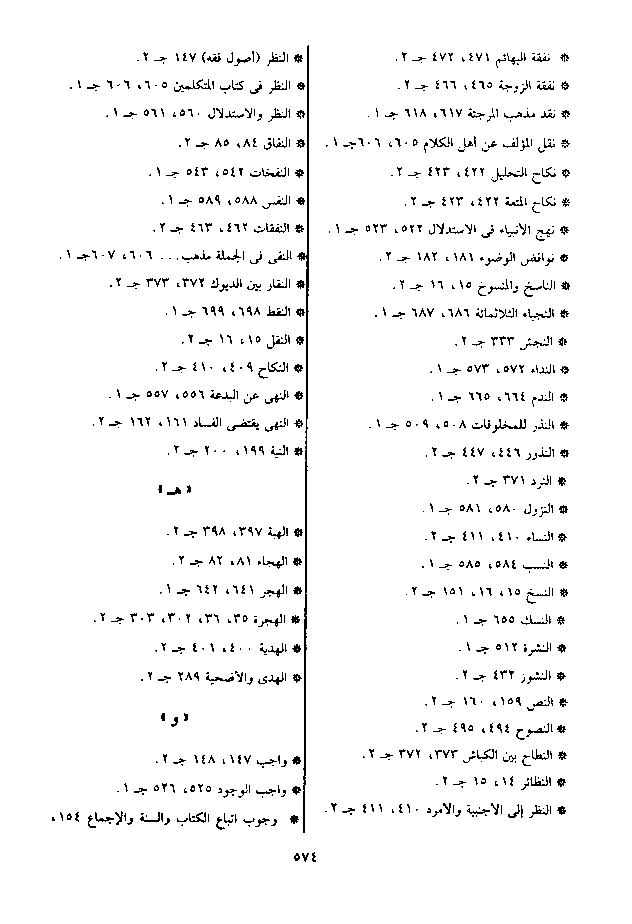 * نفقة البهائم ٤٧١، ٤٧٢ جـ ٢.
* نفقة الزوجة ٤٦٥، ٤٦٦ جـ ٢.
* نقد مذهب المرجئة ٦١٧، ٦١٨ جـ ١.
* نقل المؤلف عن أهل الكلام ٦٠٥، ٦٠٦جـ ١.
* نكاح التحليل ٤٢٢، ٤٢٣ جـ ٢.
* نكاح المتعة ٤٢٢، ٤٢٣ جـ ٢.
* نهج الأنبياء فى الاستدلال ٥٢٢، ٥٢٣ جـ ١.
* نواقض الوضوء ١٨١، ١٨٢ جـ ٢.
* الناسخ والمنسوخ ١٥، ١٦ جـ ٢.
* النجباء الثلاثمائة ٦٨٦، ٦٨٧ جـ ١.
* النجش ٣٣٣ جـ ٢.
* النداء ٥٧٢، ٥٧٣ جـ ١.
* الندم ٦٦٤، ٦٦٥ جـ ١.
* النذر للمخلوقات ٥٠٨، ٥٠٩ جـ ١.
* النذور ٤٤٦، ٤٤٧ جـ ٢.
* النرد ٣٧١ جـ ٢.
* النزول ٥٨٠، ٥٨١ جـ ١.
* النساء ٤١٠، ٤١١ جـ ٢.
* النسب ٥٨٤، ٥٨٥ جـ ١.
* النسخ ١٥، ١٦، ١٥١ جـ ٢.
* النسك ٦٥٥ جـ ١.
* النشرة ٥١٢ جـ ١.
* النشوز ٤٣٢ جـ ٢.
* النص ١٥٩، ١٦٠ جـ ٢.
* النصوح ٤٩٤، ٤٩٥ جـ ٢.
* النطاح بين الكباش ٣٧٣، ٣٧٢ جـ ٢.
* النظائر ١٤، ١٥ جـ ٢.
* النظر إلى الأجنبية والأمرد ٤١٠، ٤١١ جـ ٢.
* النظر (أصول فقه) ١٤٧ جـ ٢.
* النظر فى كتاب المتكلمين ٦٠٥، ٦٠٦ جـ ١.
* النظر والاستدلال ٥٦٠، ٥٦١ جـ ١.
* النفاق ٨٤، ٨٥ جـ ٢.
* النفخات ٥٤٢، ٥٤٣ جـ ١.
* النفس ٥٨٨، ٥٨٩ جـ ١.
* النفقات ٤٦٢، ٤٦٣ جـ ٢.
* النفى فى الجملة مذهب... ٦٠٦، ٦٠٧جـ ١.
* النقار بين الديوك ٣٧٢، ٣٧٣ جـ ٢.
* النقط ٦٩٨، ٦٩٩ جـ ١.
* النقل ١٥، ١٦ جـ ٢.
* النكاح ٤٠٩، ٤١٠ جـ ٢.
* النهى عن البدعة ٥٥٦، ٥٥٧ جـ ١.
* النهى يقتضى الفساد ١٦١، ١٦٢ جـ ٢.
* النية ١٩٩، ٢٠٠ جـ ٢.
« هـ »
* الهبة ٣٩٧، ٣٩٨ جـ ٢.
* الهجاء ٨١، ٨٢ جـ ٢.
* الهجر ٦٤١، ٦٤٢ جـ ١.
* الهجرة ٣٥، ٣٦، ٣٠٢، ٣٠٣ جـ ٢.
* الهدية ٤٠٠، ٤٠١ جـ ٢.
* الهدى والأضحية ٢٨٩ جـ ٢.
« و »
* واجب ١٤٧، ١٤٨ جـ ٢.
* واجب الوجود ٥٢٥، ٥٢٦ جـ ١.
* وجوب اتباع الكتاب والسنة والإجماع ١٥٤،
٥٧٤